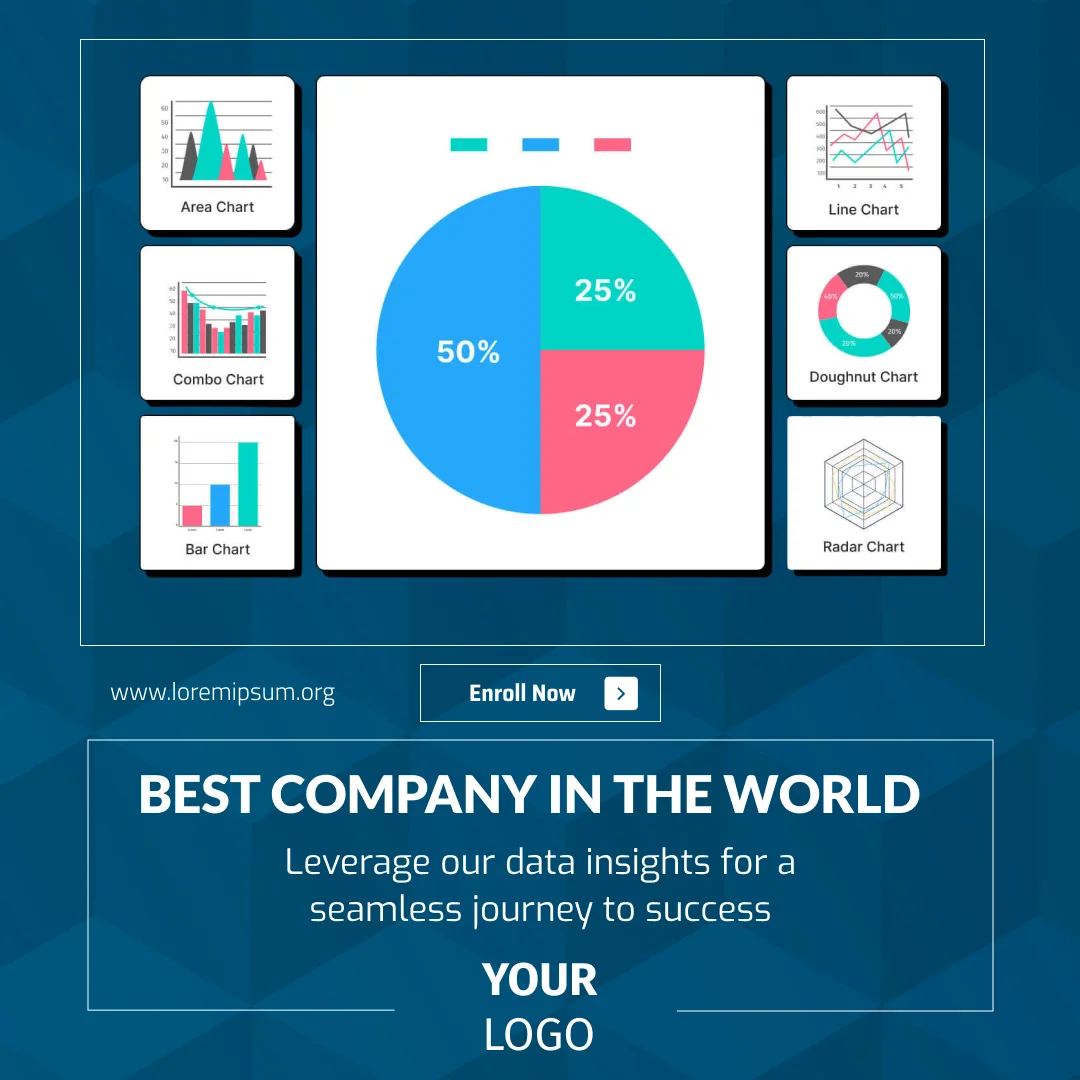 60
50
40
30
20
10
Area Chart
60
50
40
30
20
10
Combo Chart
Bar Chart
50%
25%
25%
600
500
400
300
200
100
1 2 3 4 5
Line Chart
20%
40%
50%
20%
20%
Doughnut Chart
Radar Chart
www.loremipsum.org
Enroll Now
BEST COMPANY IN THE WORLD
Leverage our data insights for a
seamless journey to success
YOUR
LOGO